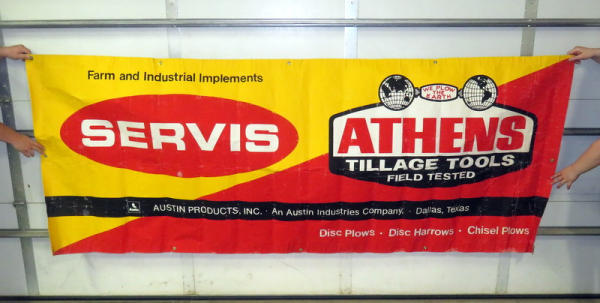 Farm and Industrial Implements
SERVIS
WE PLOW
THE
EARTH
ATHENS
TILLAGE TOOLS
FIELD TESTED
AUSTIN PRODUCTS, INC. · An Austin Industries Company, · Dallas, Texas
Disc Plows · Disc Harrows · Chisel Plows